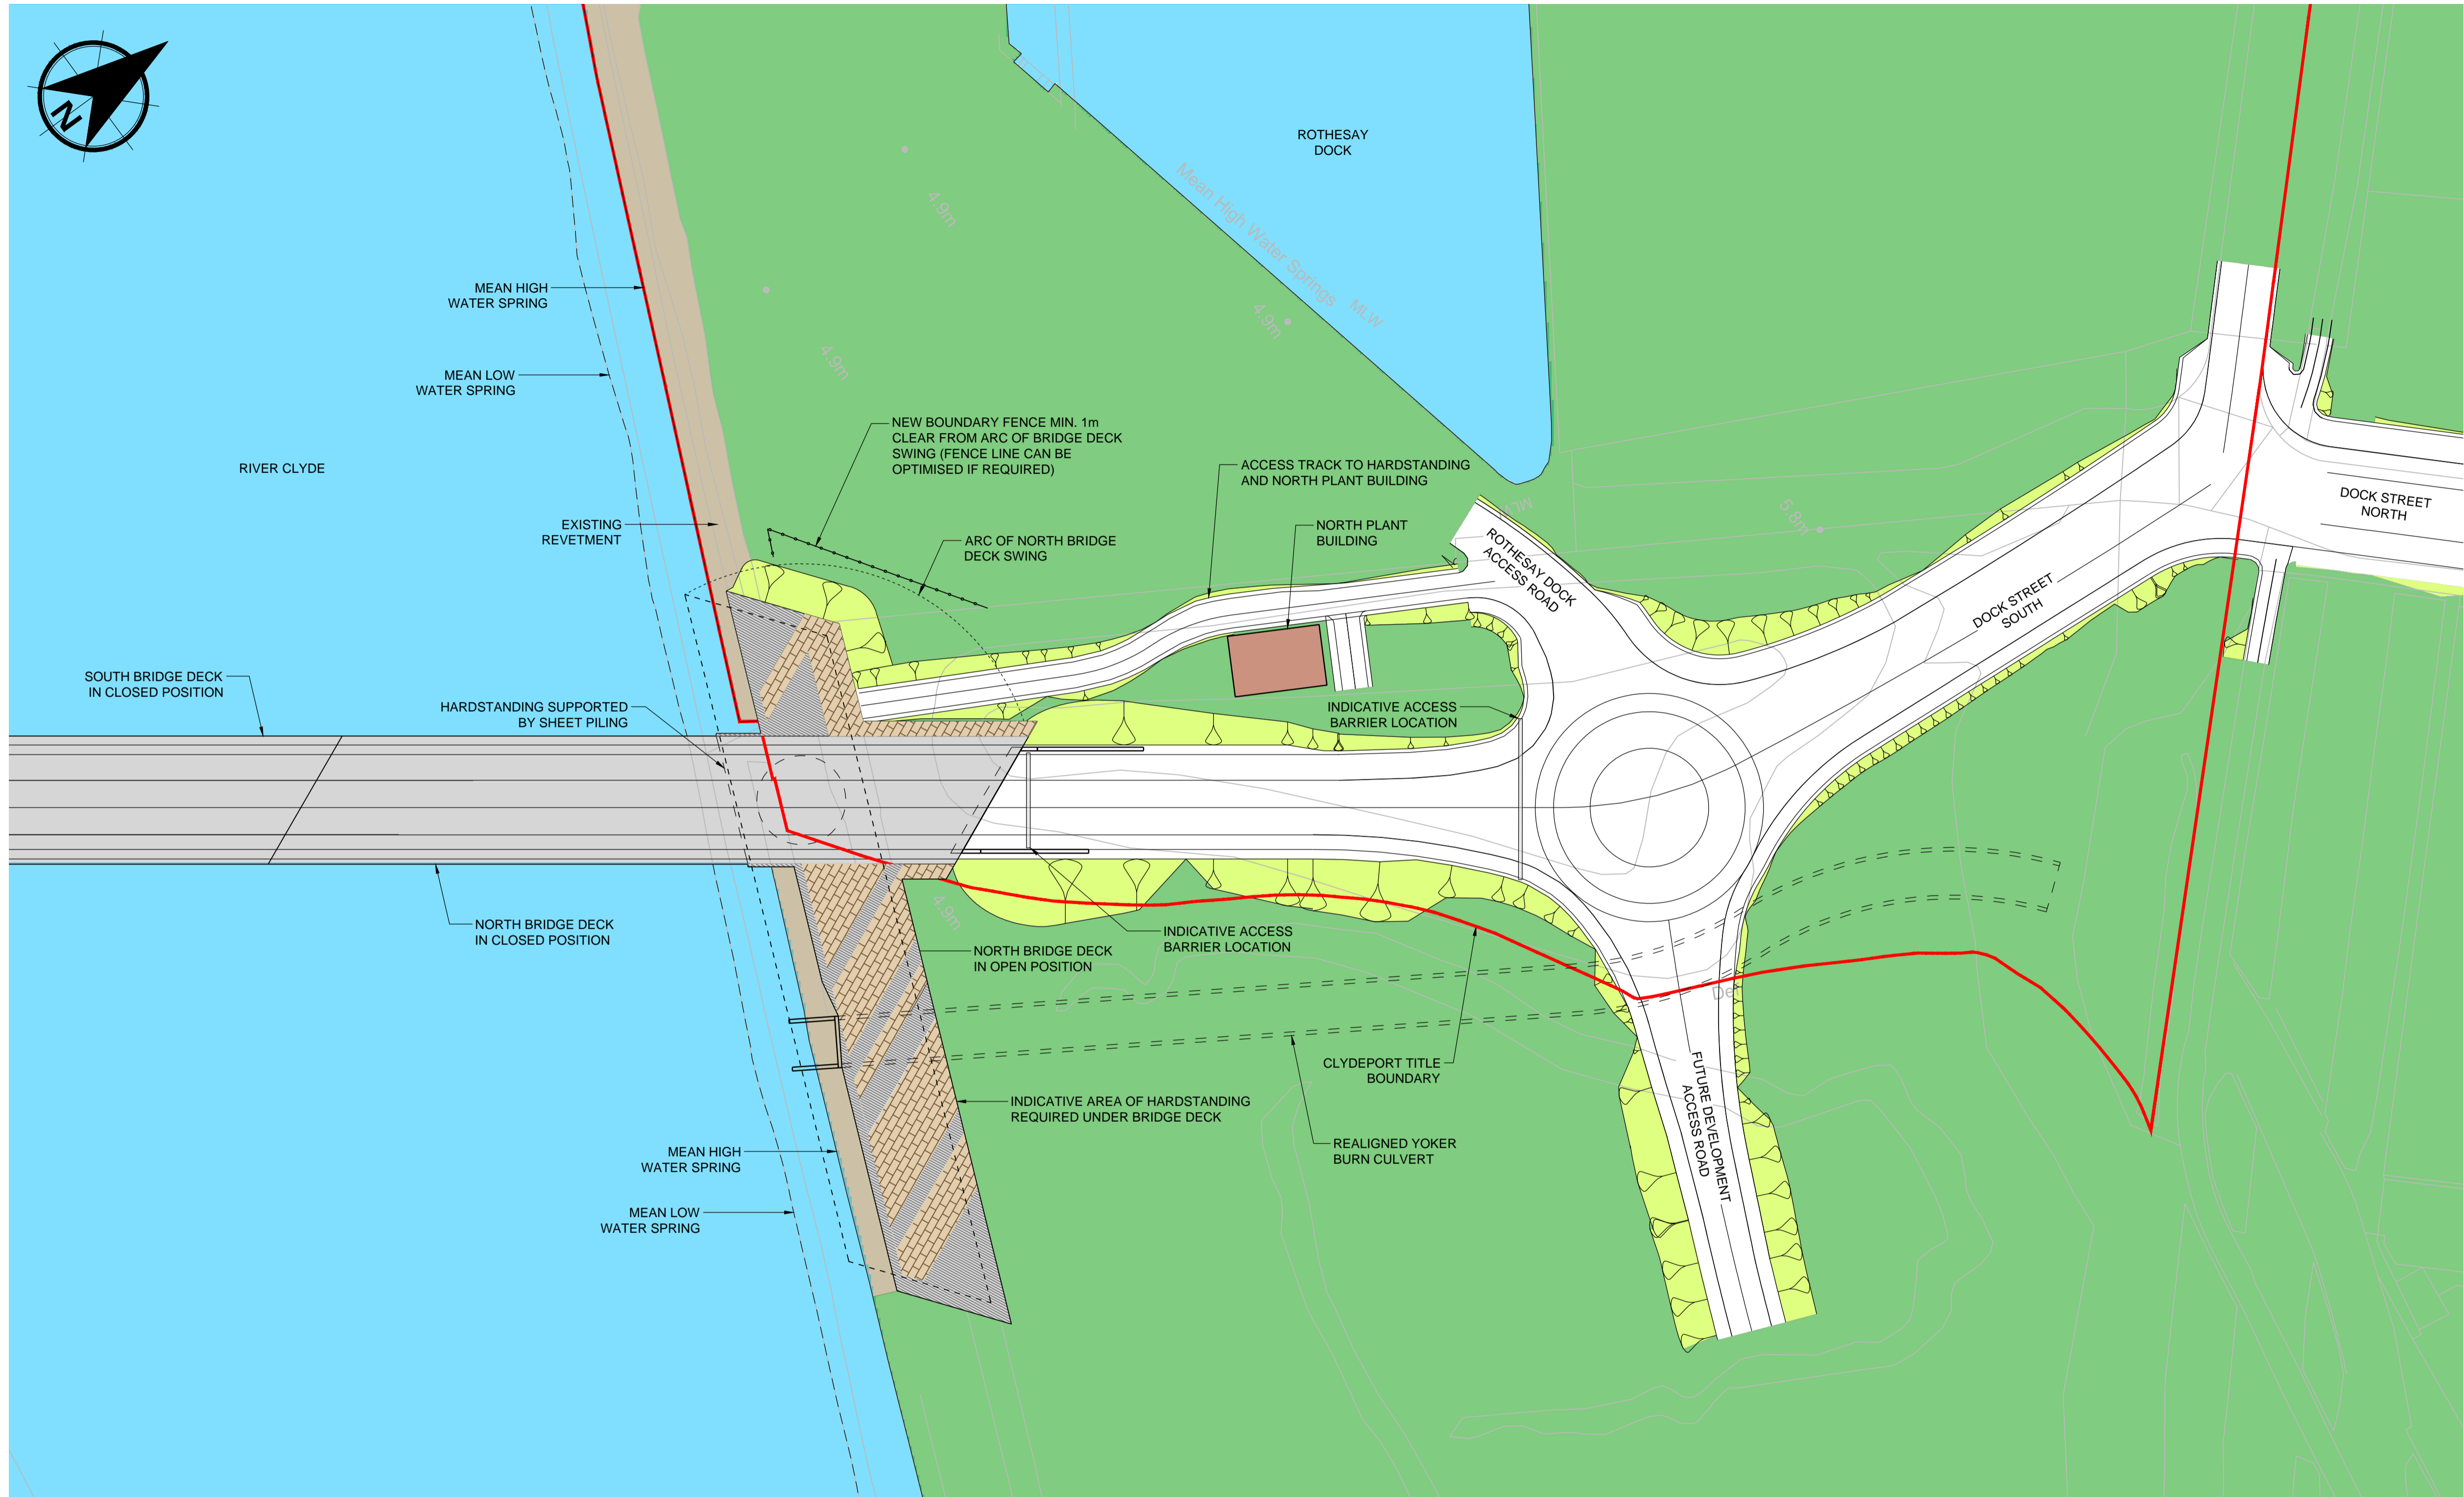 N
ROTHESAY
DOCK
4.9m
Mean High Water Springs
MLW
4.9m
4.9m
MEAN HIGH
WATER SPRING
MEAN LOW
WATER SPRING
RIVER CLYDE
EXISTING
REVETMENT
NEW BOUNDARY FENCE MIN. 1m
CLEAR FROM ARC OF BRIDGE DECK
SWING (FENCE LINE CAN BE
OPTIMISED IF REQUIRED)
ARC OF NORTH BRIDGE
DECK SWING
ACCESS TRACK TO HARDSTANDING
AND NORTH PLANT BUILDING
NORTH PLANT
BUILDING
MLW
ROTHESAY DOCK
ACCESS ROAD
5.8m
DOCK STREET
NORTH
DOCK STREET
SOUTH
SOUTH BRIDGE DECK
IN CLOSED POSITION
HARDSTANDING SUPPORTED
BY SHEET PILING
INDICATIVE ACCESS
BARRIER LOCATION
NORTH BRIDGE DECK
IN CLOSED POSITION
4.9m
NORTH BRIDGE DECK
IN OPEN POSITION
INDICATIVE ACCESS
BARRIER LOCATION
De
CLYDEPORT TITLE
BOUNDARY
INDICATIVE AREA OF HARDSTANDING
REQUIRED UNDER BRIDGE DECK
REALIGNED YOKER
BURN CULVERT
FUTURE DEVELOPMENT
ACCESS ROAD
MEAN HIGH
WATER SPRING
MEAN LOW
WATER SPRING